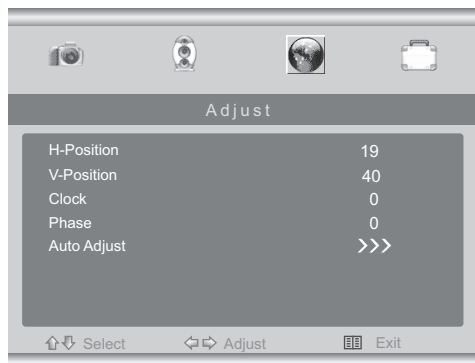 Adjust
H-Position 19
V-Position 40
Clock 0
Phase 0
Auto Adjust >>>
Select Adjust Exit